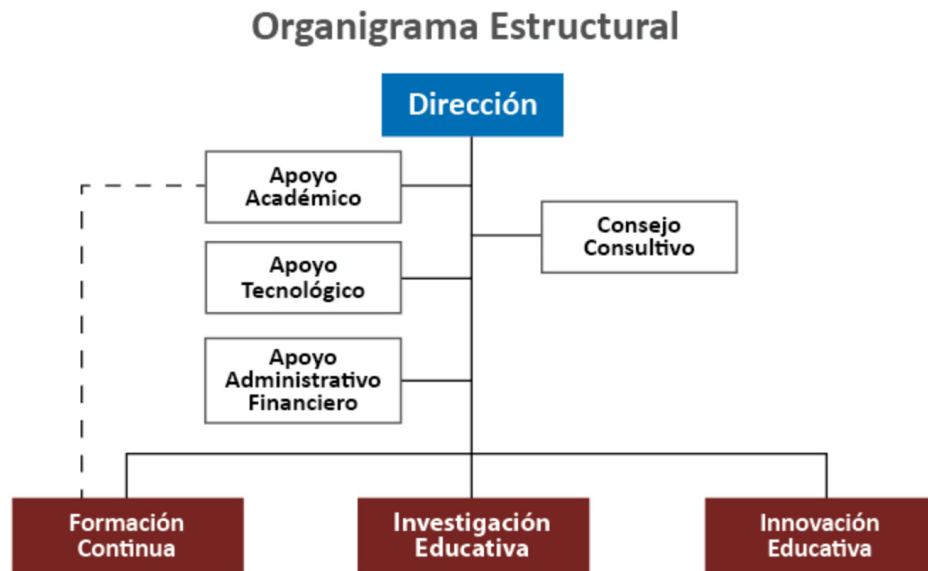 Organigrama Estructural
Dirección
Apoyo
Académico
Consejo
Consultivo
Apoyo
Tecnológico
Apoyo
Administrativo
Financiero
Formación
Continua
Investigación
Educativa
Innovación
Educativa